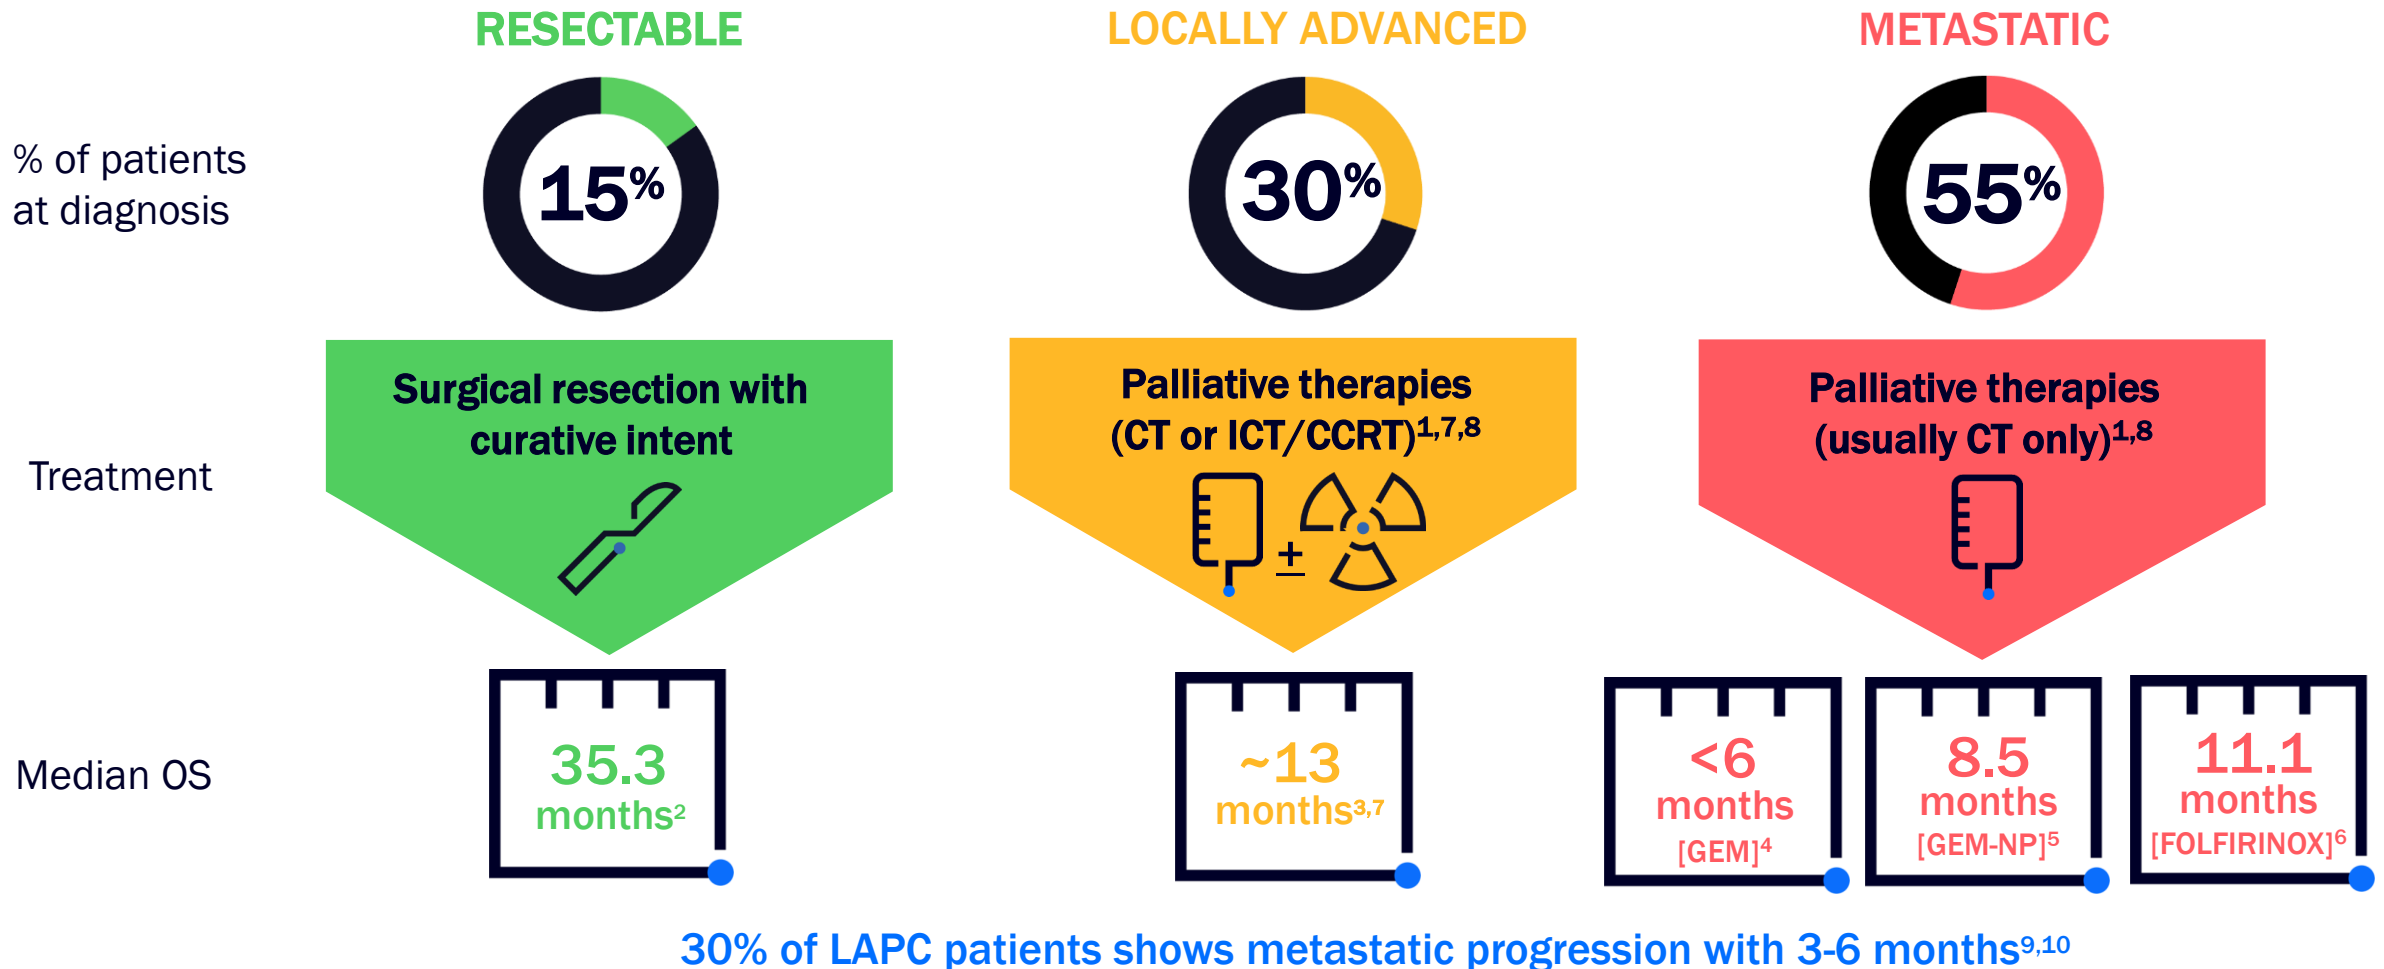 RESECTABLE
LOCALLY ADVANCED
METASTATIC
% of patients
at diagnosis
15%
30%
55%
Treatment
Surgical resection with
curative intent
Palliative therapies
(CT or ICT/CCRT)1,7,8
±
Palliative therapies
(usually CT only)1,8
Median OS
35.3
months2
~13
months3,7
<6
months
[GEM]4
8.5
months
[GEM-NP]5
11.1
months
[FOLFIRINOX]6
30% of LAPC patients shows metastatic progression with 3-6 months9,10